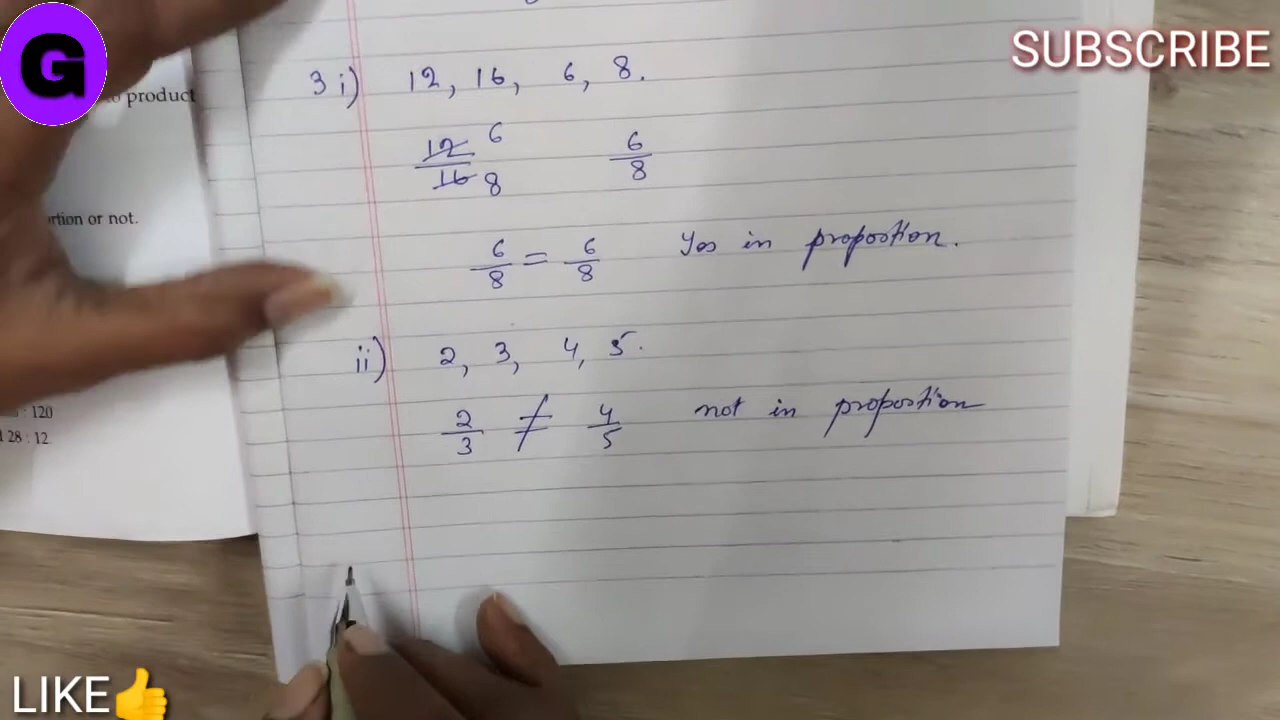 G
SUBSCRIBE
product
or not.
: 120
28 : 12
3 i) 12, 16, 6, 8.
12/16 6/8 6/8
6/8 = 6/8 Yes in proportion.
ii) 2, 3, 4, 5.
2/3 ≠ 4/5 not in proportion
LIKE👍